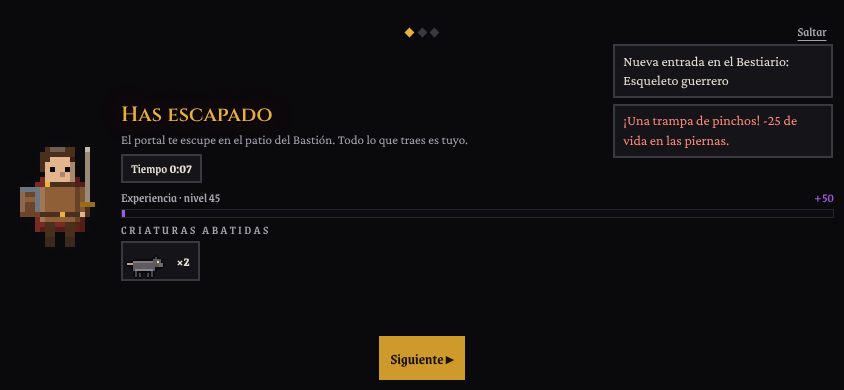 Saltar
Nueva entrada en el Bestiario:
Esqueleto guerrero
¡Una trampa de pinchos! -25 de
vida en las piernas.
Has escapado
El portal te escupe en el patio del Bastión. Todo lo que traes es tuyo.
Tiempo 0:07
Experiencia · nivel 45
+50
CRIATURAS ABATIDAS
×2
Siguiente ▶